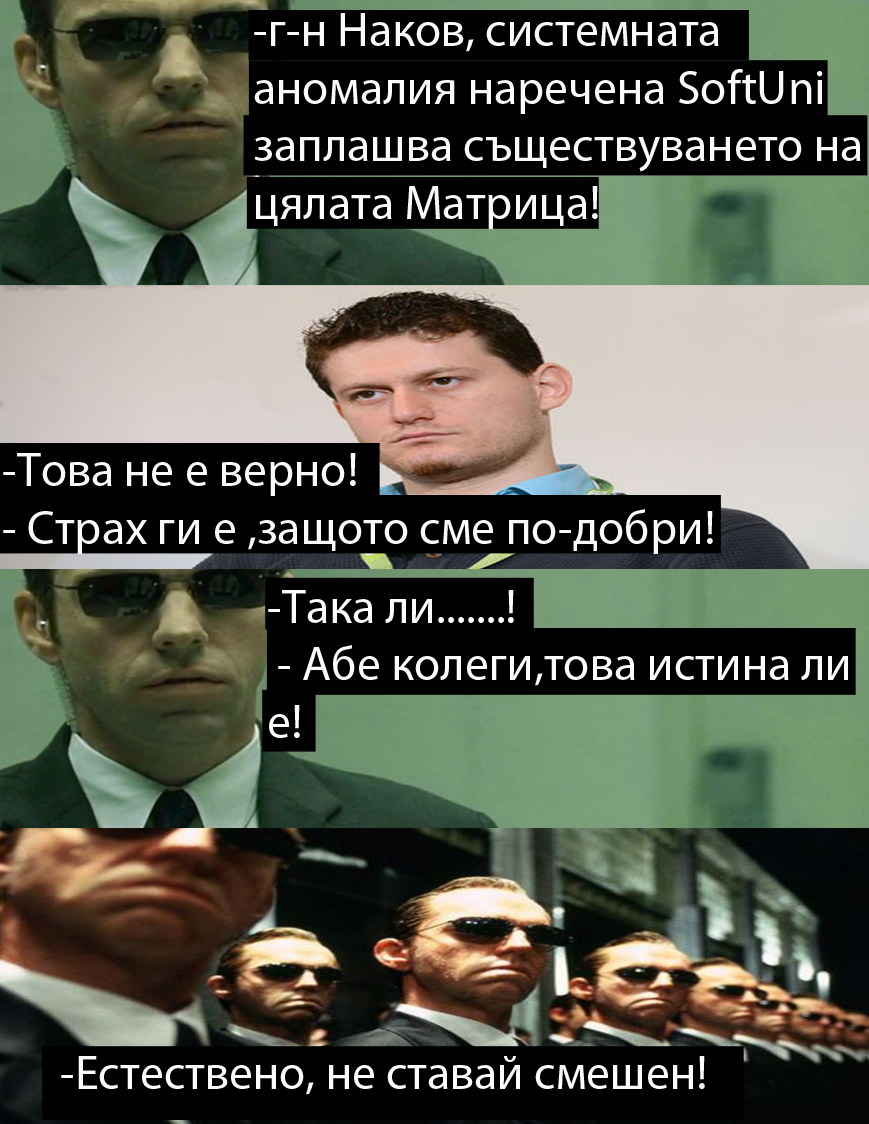 -г-н Наков, системната
аномалия наречена SoftUni
заплашва съществуването на
цялата Матрица!
-Това не е верно!
- Страх ги е ,защото сме по-добри!
-Така ли.......!
- Абе колеги,това истина ли
е!
-Естествено, не ставай смешен!